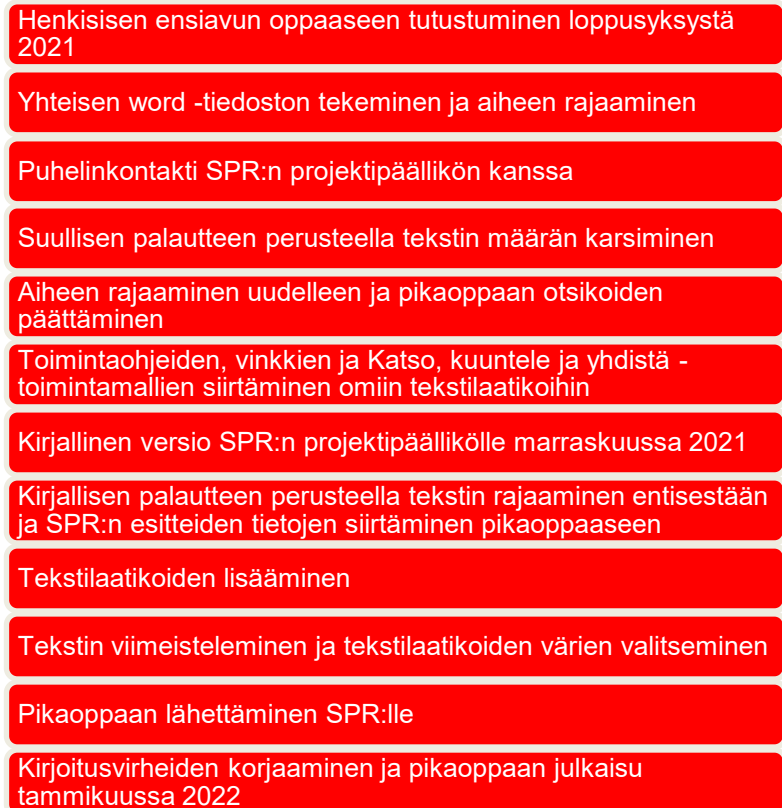 Henkisisen ensiavun oppaaseen tutustuminen loppusyksystä
2021
Yhteisen word -tiedoston tekeminen ja aiheen rajaaminen
Puhelinkontakti SPR:n projektipäällikön kanssa
Suullisen palautteen perusteella tekstin määrän karsiminen
Aiheen rajaaminen uudelleen ja pikaoppaan otsikoiden
päättäminen
Toimintaohjeiden, vinkkien ja Katso, kuuntele ja yhdistä -
toimintamallien siirtäminen omiin tekstilaatikoihin
Kirjallinen versio SPR:n projektipäällikölle marraskuussa 2021
Kirjallisen palautteen perusteella tekstin rajaaminen entisestään
ja SPR:n esitteiden tietojen siirtäminen pikaoppaaseen
Tekstilaatikoiden lisääminen
Tekstin viimeisteleminen ja tekstilaatikoiden värien valitseminen
Pikaoppaan lähettäminen SPR:lle
Kirjoitusvirheiden korjaaminen ja pikaoppaan julkaisu
tammikuussa 2022